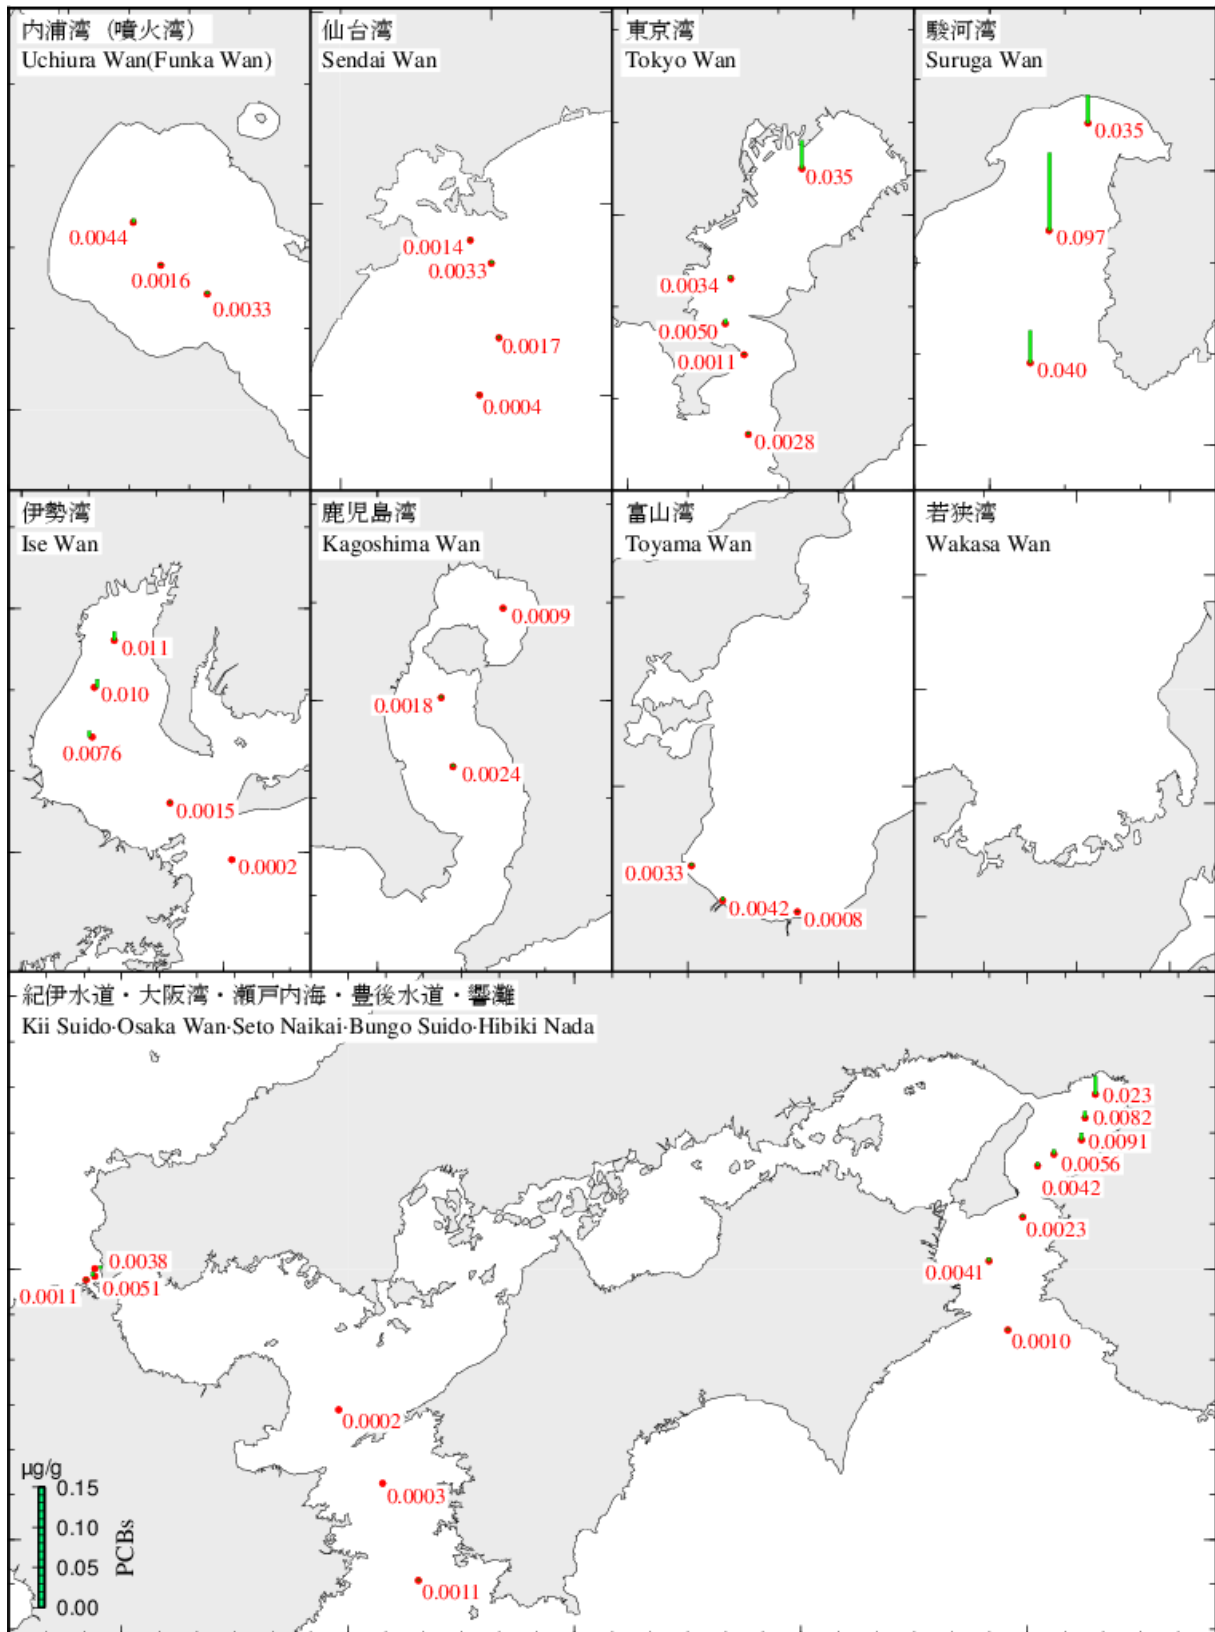 内浦湾（噴火湾）
Uchiura Wan(Funka Wan)
0.0044
0.0016
0.0033
仙台湾
Sendai Wan
0.0014
0.0033
0.0017
0.0004
東京湾
Tokyo Wan
0.035
0.0034
0.0050
0.0011
0.0028
駿河湾
Suruga Wan
0.035
0.097
0.040
伊勢湾
Ise Wan
0.011
0.010
0.0076
0.0015
0.0002
鹿児島湾
Kagoshima Wan
0.0009
0.0018
0.0024
富山湾
Toyama Wan
0.0033
0.0042
0.0008
若狭湾
Wakasa Wan
紀伊水道・大阪湾・瀬戸内海・豊後水道・響灘
Kii Suido·Osaka Wan·Seto Naikai·Bungo Suido·Hibiki Nada
0.023
0.0082
0.0091
0.0056
0.0042
0.0023
0.0041
0.0010
0.0038
0.0051
0.0011
0.0002
0.0003
0.0011
µg/g
0.15
0.10
0.05
0.00
PCBs